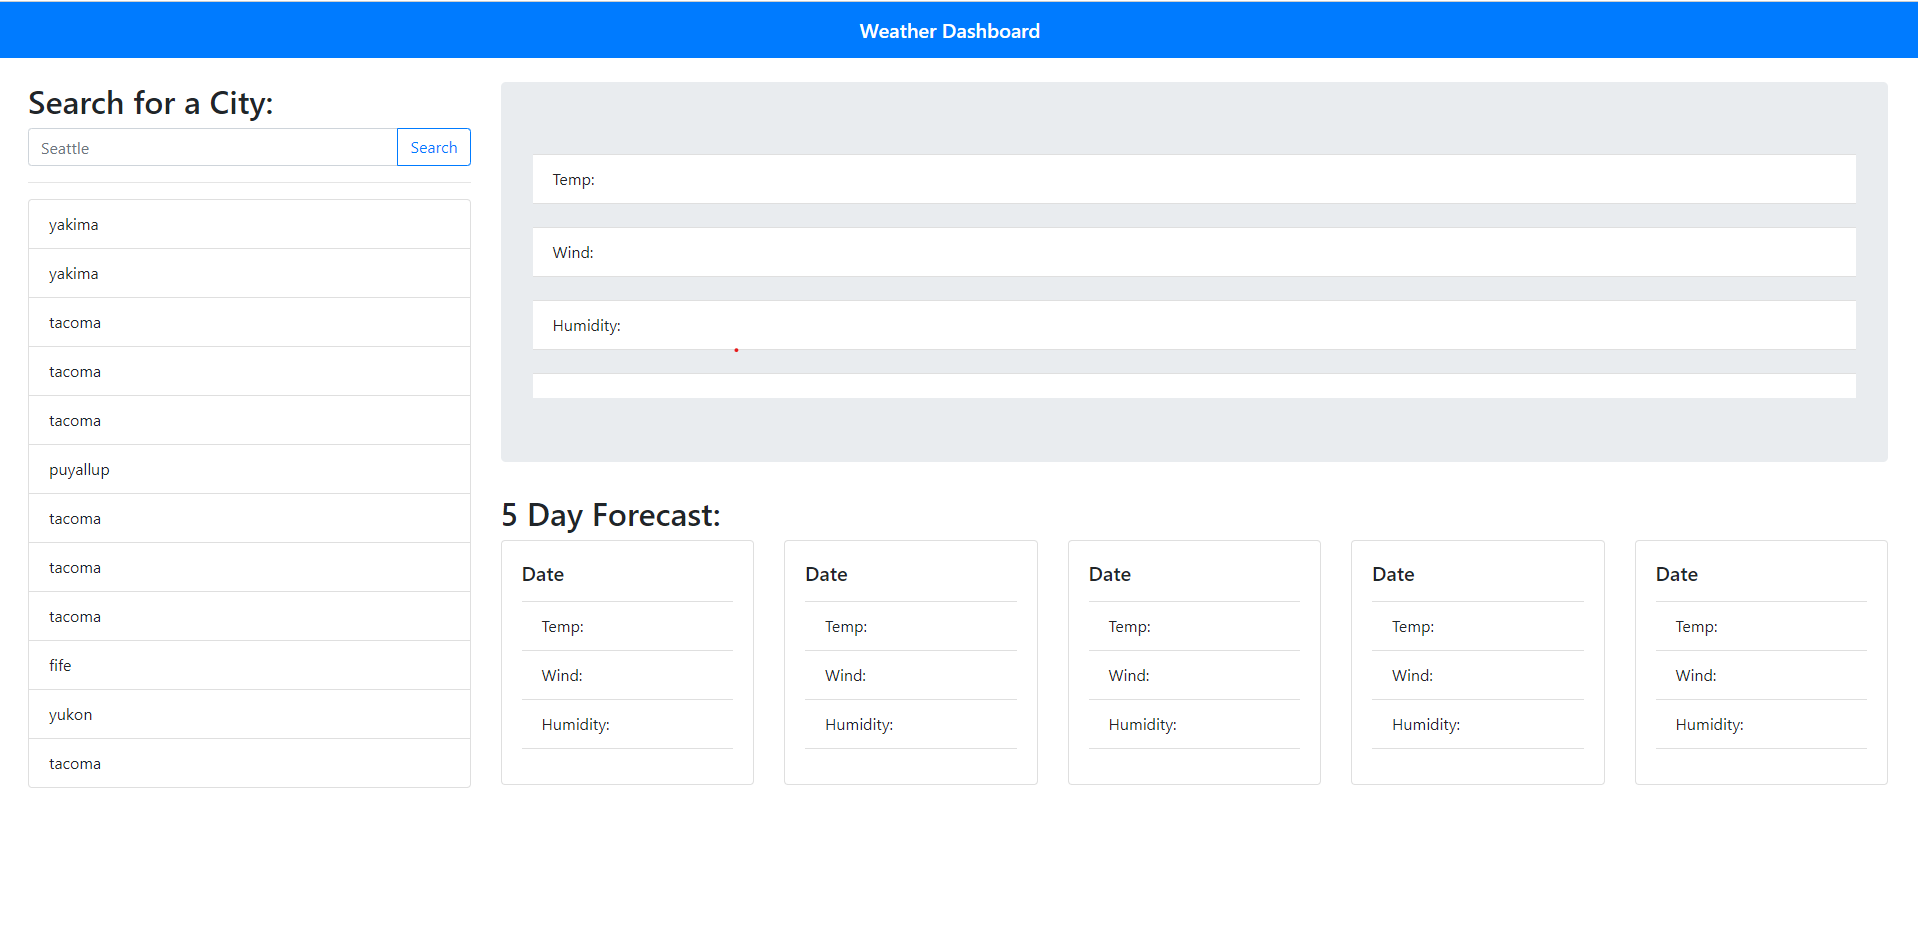 Weather Dashboard
Search for a City:
Seattle
Search
yakima
yakima
tacoma
tacoma
tacoma
puyallup
tacoma
tacoma
tacoma
fife
yukon
tacoma
Temp:
Wind:
Humidity:
5 Day Forecast:
Date
Temp:
Wind:
Humidity:
Date
Temp:
Wind:
Humidity:
Date
Temp:
Wind:
Humidity:
Date
Temp:
Wind:
Humidity:
Date
Temp:
Wind:
Humidity: